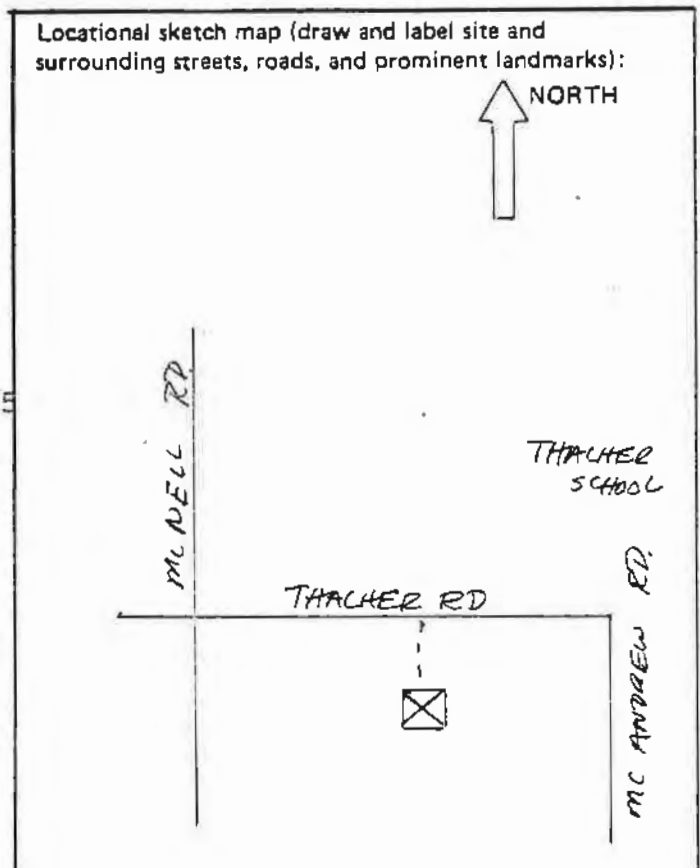 Locational sketch map (draw and label site and
surrounding streets, roads, and prominent landmarks):
NORTH
MC NELL RD
THACHER
SCHOOL
THACHER RD
MC ANDREW RD.